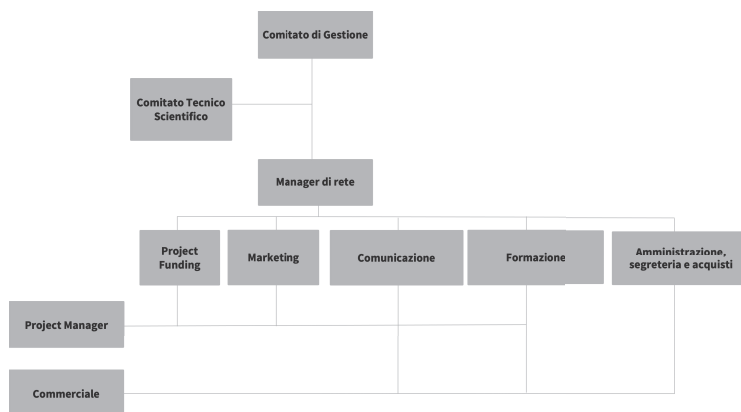 Comitato di Gestione
Comitato Tecnico
Scientifico
Manager di rete
Project
Funding
Marketing
Comunicazione
Formazione
Amministrazione,
segreteria e acquisti
Project Manager
Commerciale